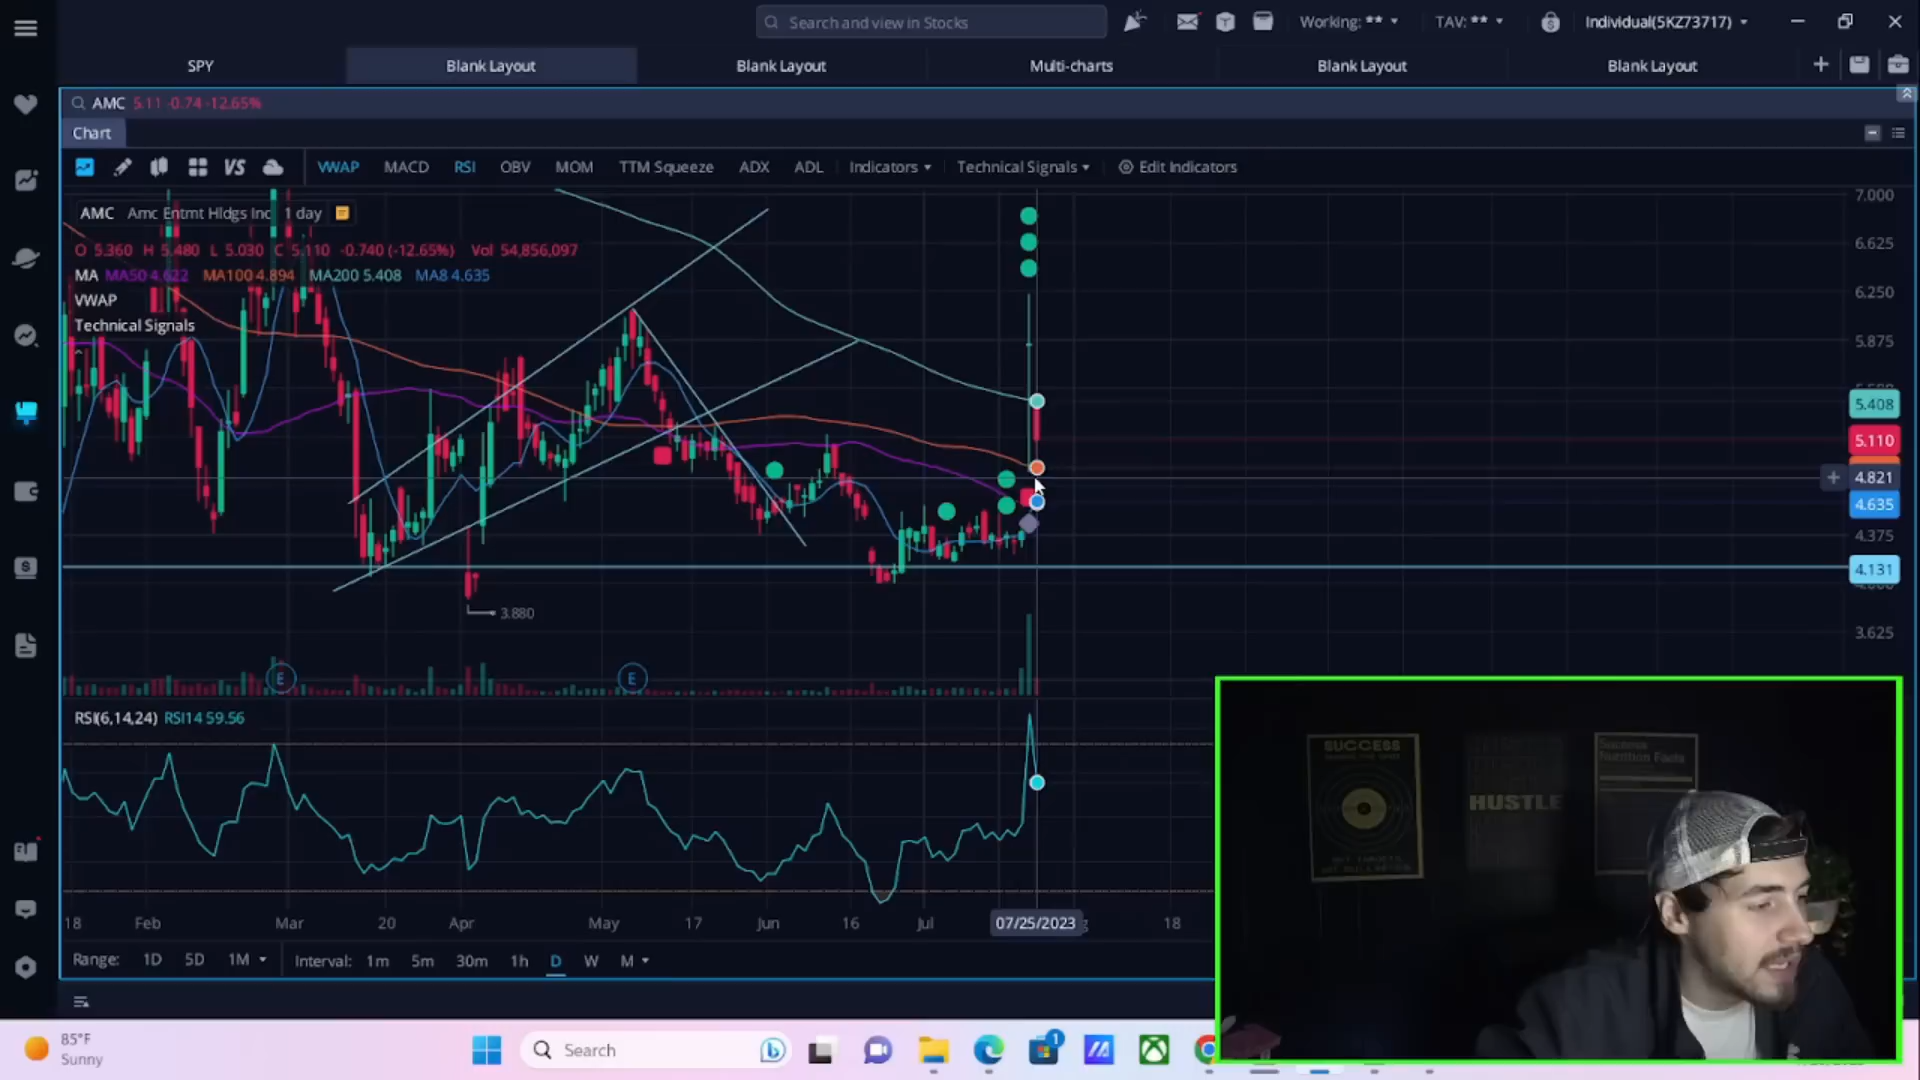 Search and view in Stocks
Working: **
TAV: **
Individual(5KZ73717)
SPY
Blank Layout
Blank Layout
Multi-charts
Blank Layout
Blank Layout
AMC 5.11 -0.74 -12.65%
Chart
VS VWAP MACD RSI OBV MOM TTM Squeeze ADX ADL Indicators Technical Signals Edit Indicators
AMC Amc Entmt Hldgs Inc 1 day
O 5.360 H 5.480 L 5.030 C 5.110 -0.740 (-12.65%) Vol 54,856,097
MA MA50 4.622 MA100 4.894 MA200 5.408 MA8 4.635
VWAP
Technical Signals
7.000
6.625
6.250
5.875
5.408
5.110
4.821
4.635
4.375
4.131
3.625
3.880
E
E
RSI(6,14,24) RSI14 59.56
18 Feb Mar 20 Apr May 17 Jun 16 Jul 07/25/2023 18
Range: 1D 5D 1M Interval: 1m 5m 30m 1h D W M
SUCCESS
HUSTLE
Success
Nutrition Facts
85°F
Sunny
Search
1